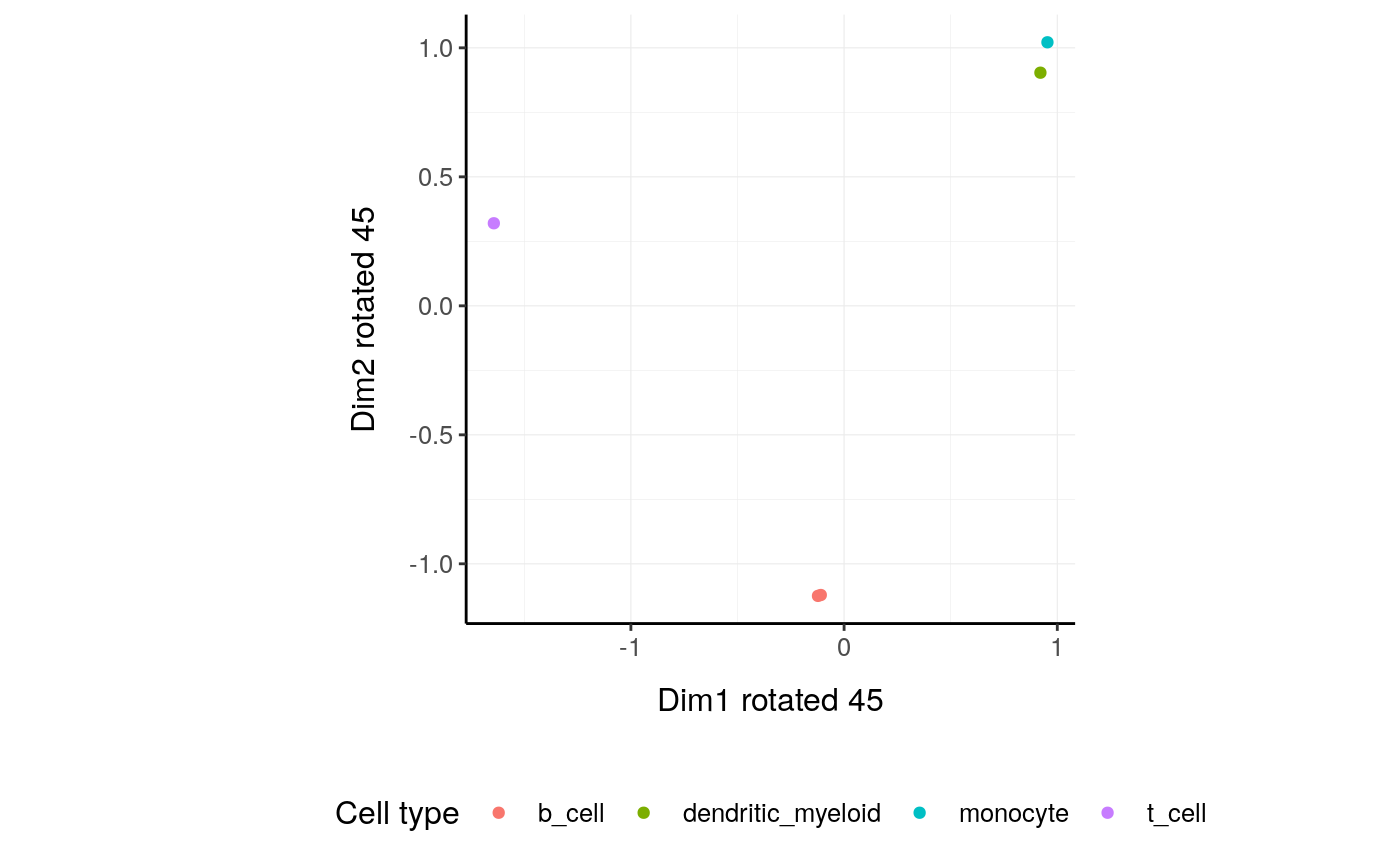 1.0
0.5
0.0
-0.5
-1.0
Dim2 rotated 45
-1 0 1
Dim1 rotated 45
Cell type b_cell dendritic_myeloid monocyte t_cell